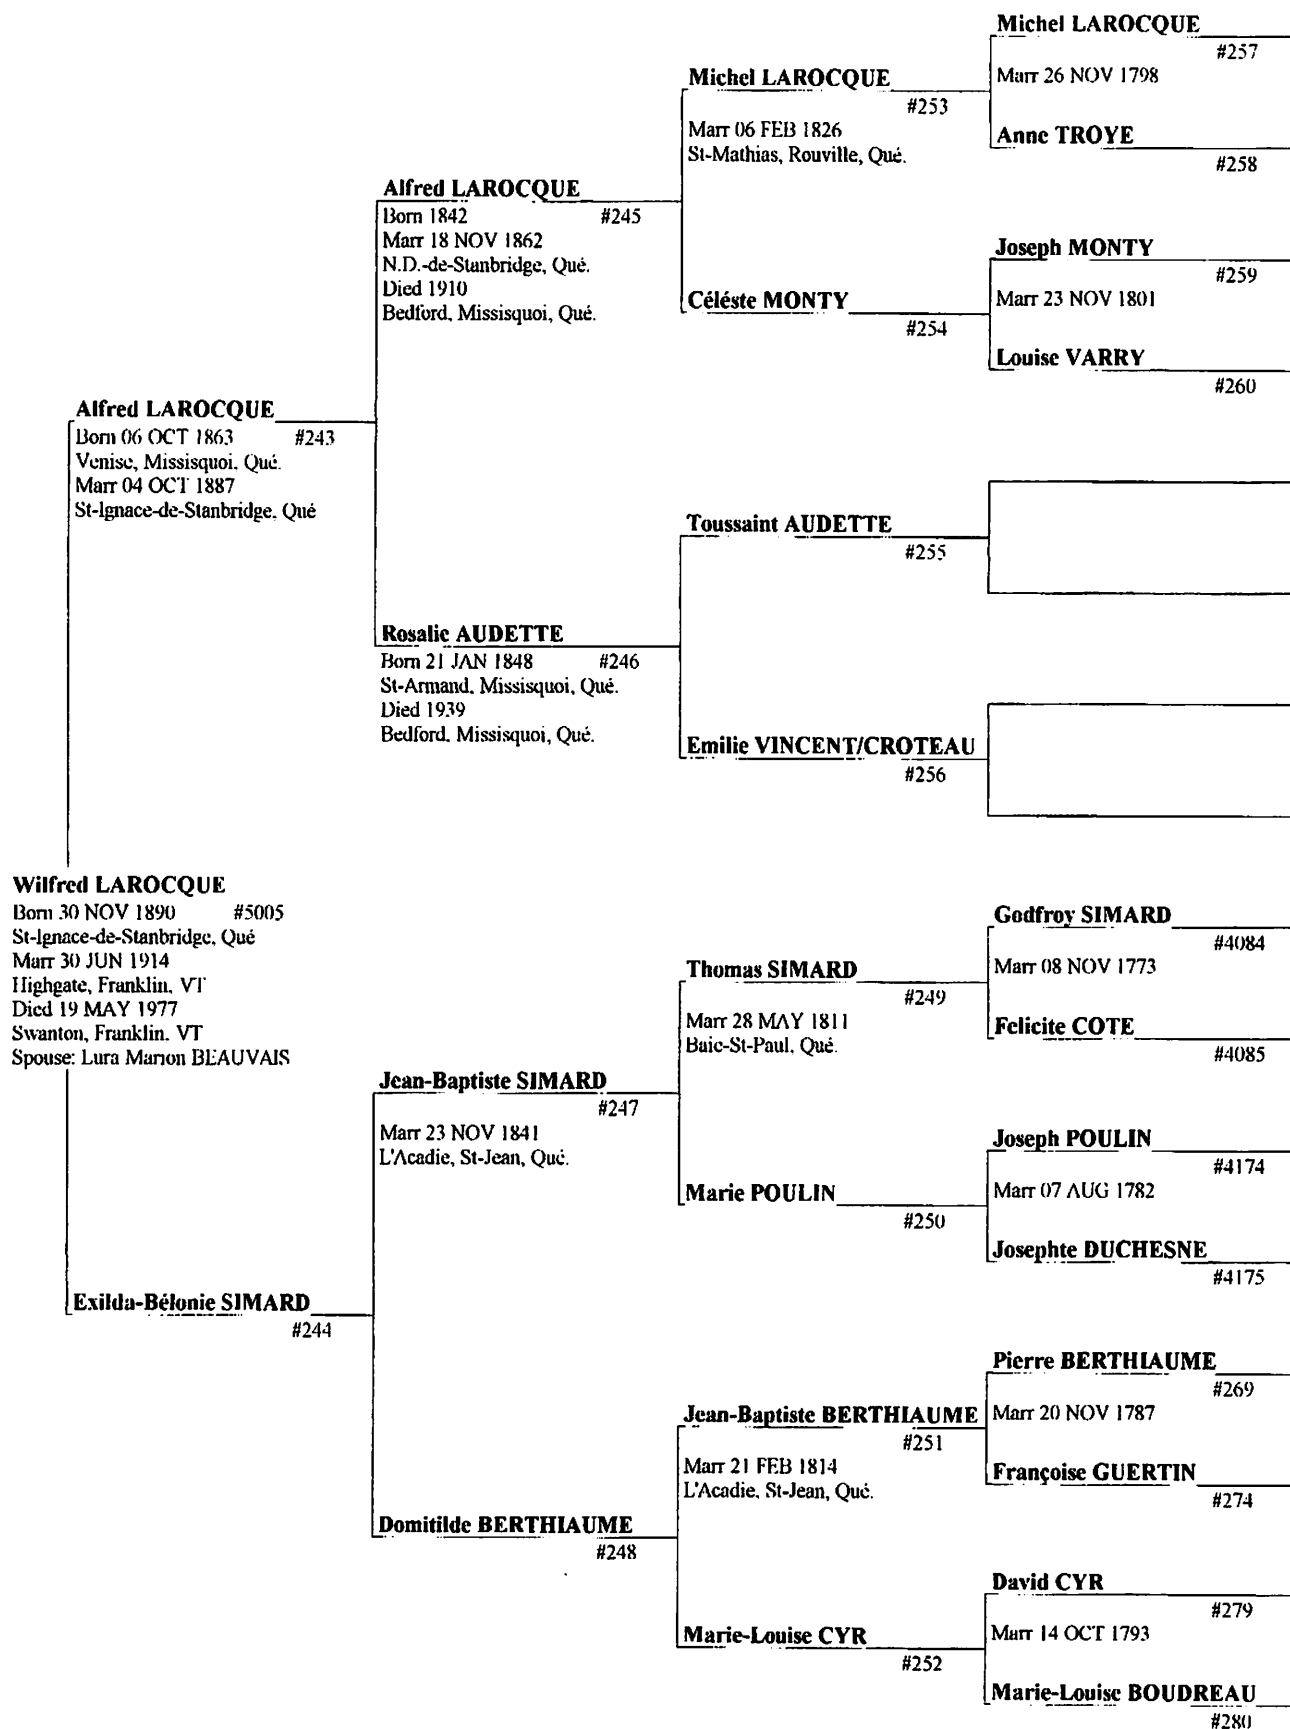 Michel LAROCQUE
#257
Marr 26 NOV 1798
Anne TROYE
#258
Michel LAROCQUE
#253
Marr 06 FEB 1826
St-Mathias, Rouville, Qué.
Alfred LAROCQUE
#245
Born 1842
Marr 18 NOV 1862
N.D.-de-Stanbridge, Qué.
Died 1910
Bedford, Missisquoi, Qué.
Joseph MONTY
#259
Marr 23 NOV 1801
Céléste MONTY
#254
Louise VARRY
#260
Alfred LAROCQUE
Born 06 OCT 1863 #243
Venise, Missisquoi, Qué.
Marr 04 OCT 1887
St-Ignace-de-Stanbridge, Qué
Toussaint AUDETTE
#255
Rosalie AUDETTE
Born 21 JAN 1848 #246
St-Armand, Missisquoi, Qué.
Died 1939
Bedford, Missisquoi, Qué.
Emilie VINCENT/CROTEAU
#256
Wilfred LAROCQUE
Born 30 NOV 1890 #5005
St-Ignace-de-Stanbridge, Qué
Marr 30 JUN 1914
Highgate, Franklin, VT
Died 19 MAY 1977
Swanton, Franklin, VT
Spouse: Lura Marion BEAUVAIS
Godfroy SIMARD
#4084
Marr 08 NOV 1773
Thomas SIMARD
#249
Marr 28 MAY 1811
Baie-St-Paul, Qué.
Felicite COTE
#4085
Jean-Baptiste SIMARD
#247
Marr 23 NOV 1841
L'Acadie, St-Jean, Qué.
Joseph POULIN
#4174
Marr 07 AUG 1782
Marie POULIN
#250
Josephte DUCHESNE
#4175
Exilda-Bélonie SIMARD
#244
Pierre BERTHIAUME
#269
Marr 20 NOV 1787
Jean-Baptiste BERTHIAUME
#251
Marr 21 FEB 1814
L'Acadie, St-Jean, Qué.
Françoise GUERTIN
#274
Domitilde BERTHIAUME
#248
David CYR
#279
Marr 14 OCT 1793
Marie-Louise CYR
#252
Marie-Louise BOUDREAU
#280